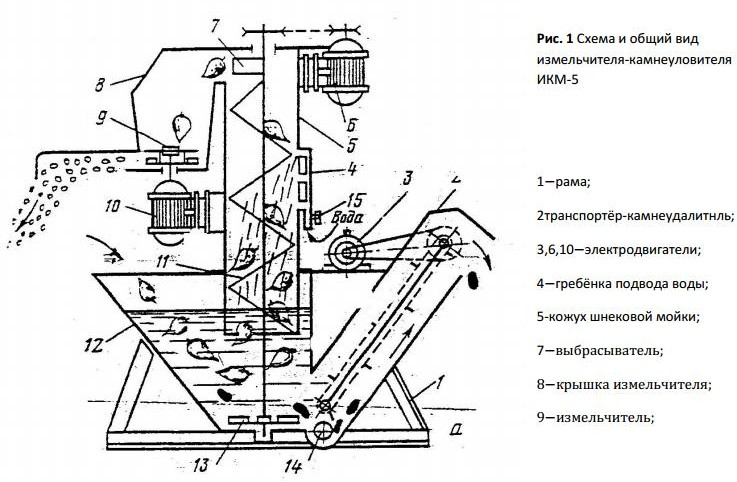 Рис. 1 Схема и общий вид
измельчителя-камнеуловителя
ИКМ-5
1—рама;
2транспортёр-камнеудалитнль;
3,6,10—электродвигатели;
4—гребёнка подвода воды;
5-кожух шнековой мойки;
7—выбрасыватель;
8—крышка измельчителя;
9—измельчитель;
7
8
9
6
5
4
15
Вода
3
2
10
11
12
1
а
13
14